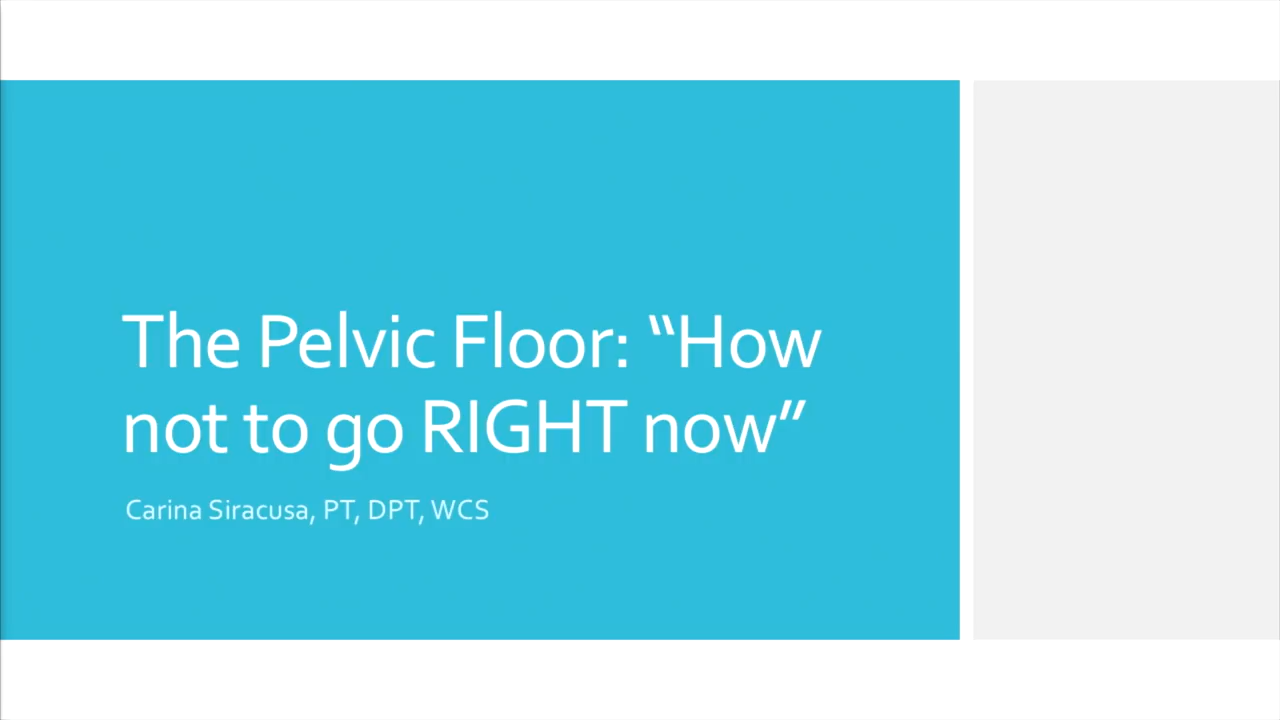 The Pelvic Floor: “How
not to go RIGHT now”
Carina Siracusa, PT, DPT, WCS